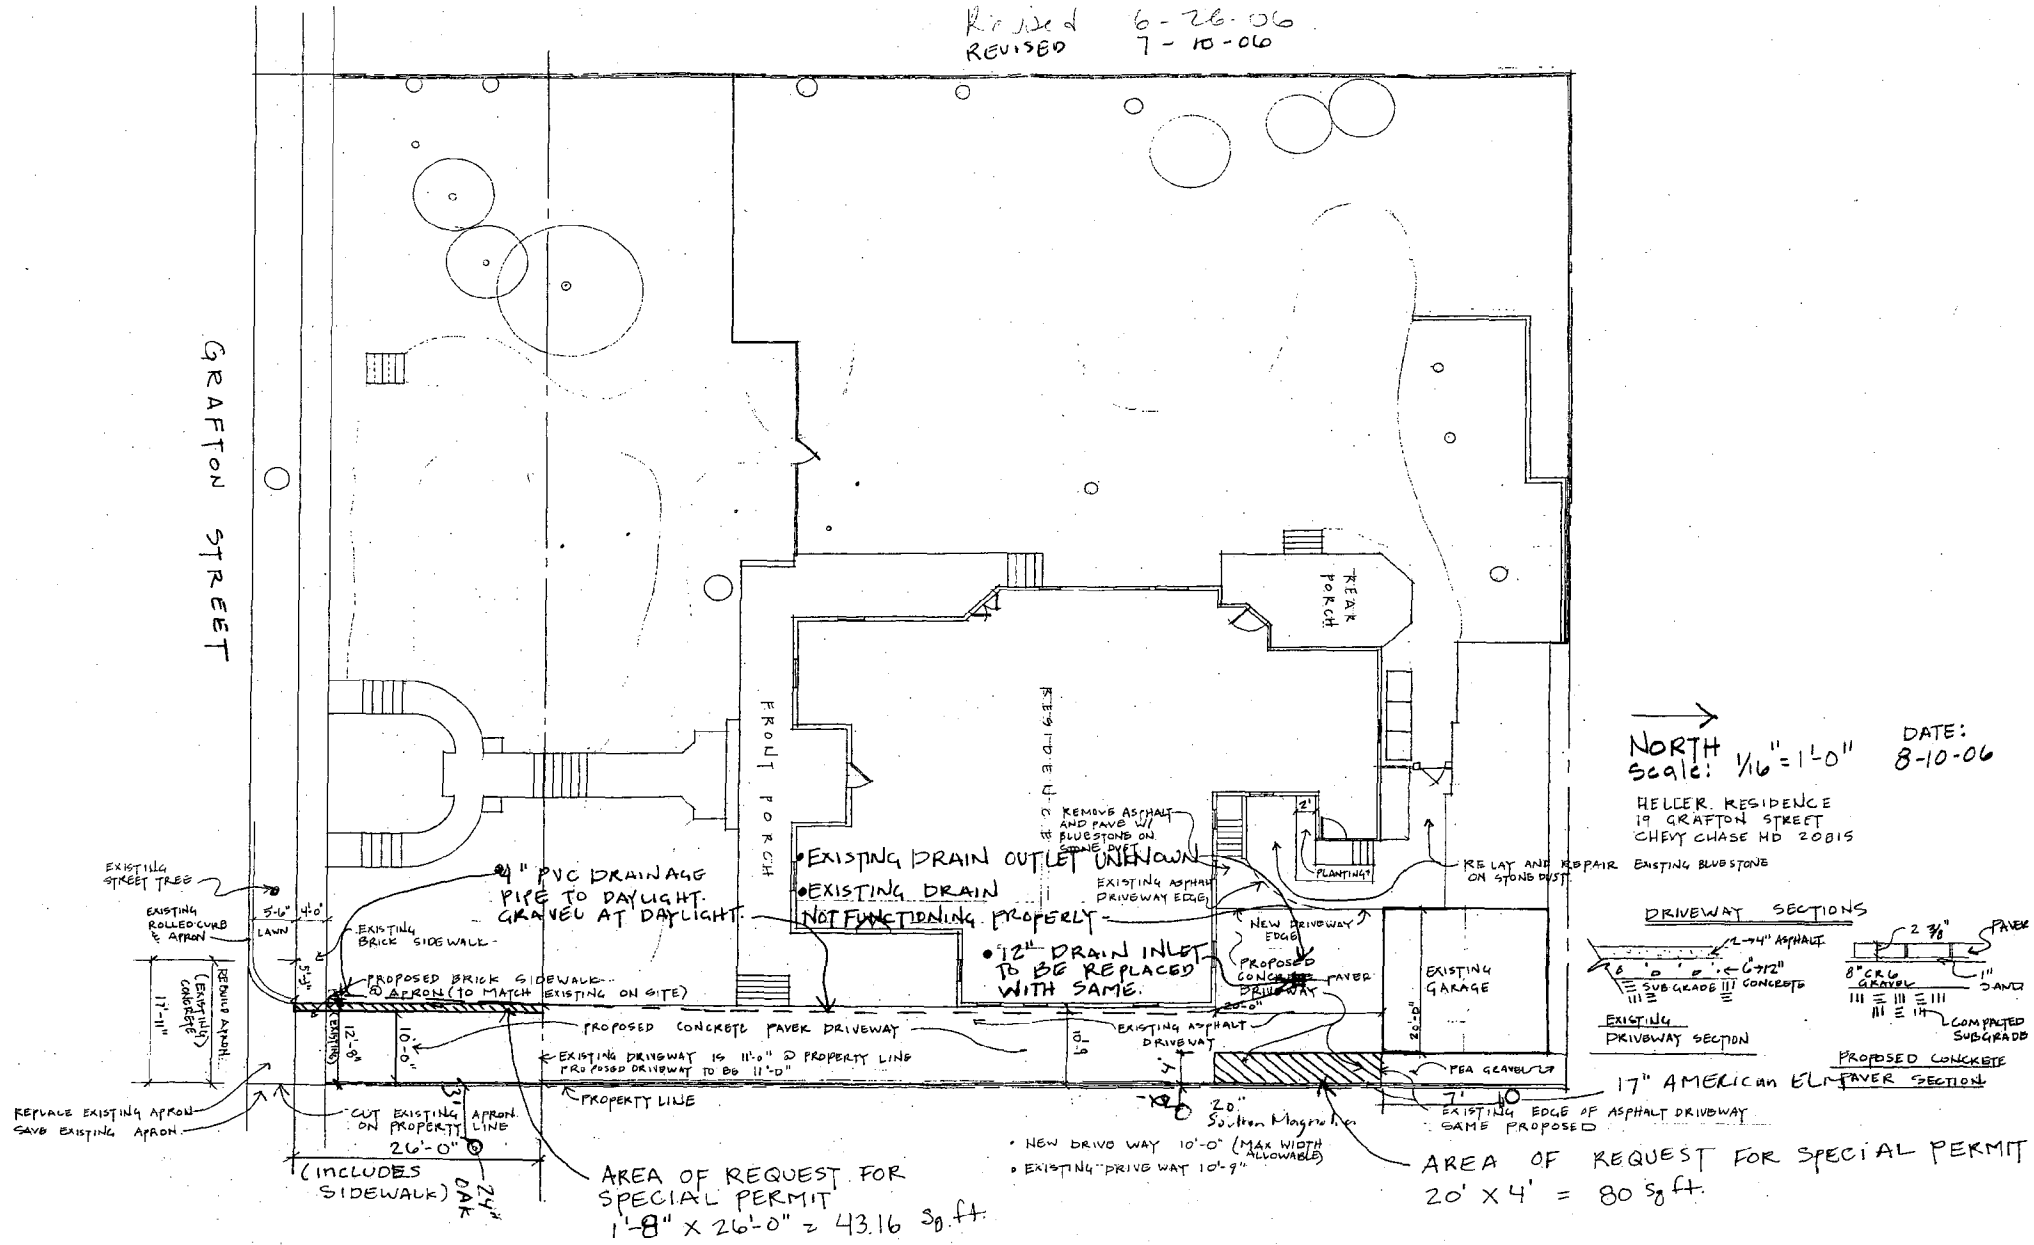 Revised 6-26-06
REVISED 7-10-06
GRAFTON STREET
REAR PORCH
FRONT PORCH
RESIDENCE
NORTH
Scale: 1/16" = 1'-0"
DATE: 8-10-06
HELLER RESIDENCE
19 GRAFTON STREET
CHEVY CHASE MD 20815
REMOVE ASPHALT
AND PAVE W/
BLUESTONE ON
STONE DUST
2'
PLANTING
RELAY AND REPAIR EXISTING BLUESTONE
ON STONE DUST
EXISTING
STREET TREE
EXISTING
ROLLED CURB
& APRON
5'-6" 4'-0"
LAWN
EXISTING
BRICK SIDEWALK
5'-3"
4" PVC DRAINAGE
PIPE TO DAYLIGHT.
GRAVEL AT DAYLIGHT.
• EXISTING DRAIN OUTLET UNKNOWN
• EXISTING DRAIN
NOT FUNCTIONING PROPERLY
EXISTING ASPHALT
DRIVEWAY EDGE
NEW DRIVEWAY
EDGE
• 12" DRAIN INLET
TO BE REPLACED
WITH SAME.
PROPOSED
CONCRETE PAVER
DRIVEWAY
20'-0"
EXISTING
GARAGE
20'-0"
PROPOSED BRICK SIDEWALK
@ APRON (TO MATCH EXISTING ON SITE)
REBUILD APRON
(EXISTING
CONCRETE)
17'-11"
12'-8"
(EXISTING)
10'-0"
PROPOSED CONCRETE PAVER DRIVEWAY
EXISTING DRIVEWAY IS 11'-0" @ PROPERTY LINE
PROPOSED DRIVEWAY TO BE 11'-0"
10'-9
EXISTING ASPHALT
DRIVEWAY
4'
PEA GRAVEL
7'
PROPERTY LINE
REPLACE EXISTING APRON
SAVE EXISTING APRON
CUT EXISTING APRON
ON PROPERTY LINE
13'
26'-0"
(INCLUDES
SIDEWALK)
24"
OAK
20"
Southern Magnolia
17" AMERICAN ELM
EXISTING EDGE OF ASPHALT DRIVEWAY
SAME PROPOSED
• NEW DRIVE WAY 10'-0" (MAX WIDTH
ALLOWABLE)
• EXISTING DRIVE WAY 10'-9"
AREA OF REQUEST FOR
SPECIAL PERMIT
1'-8" X 26'-0" = 43.16 Sq. ft.
AREA OF REQUEST FOR SPECIAL PERMIT
20' X 4' = 80 Sq ft.
DRIVEWAY SECTIONS
2→4" ASPHALT
6→12"
CONCRETE
SUBGRADE
EXISTING
DRIVEWAY SECTION
2 3/8"
PAVER
8" CR6
GRAVEL
1"
SAND
COMPACTED
SUBGRADE
PROPOSED CONCRETE
PAVER SECTION